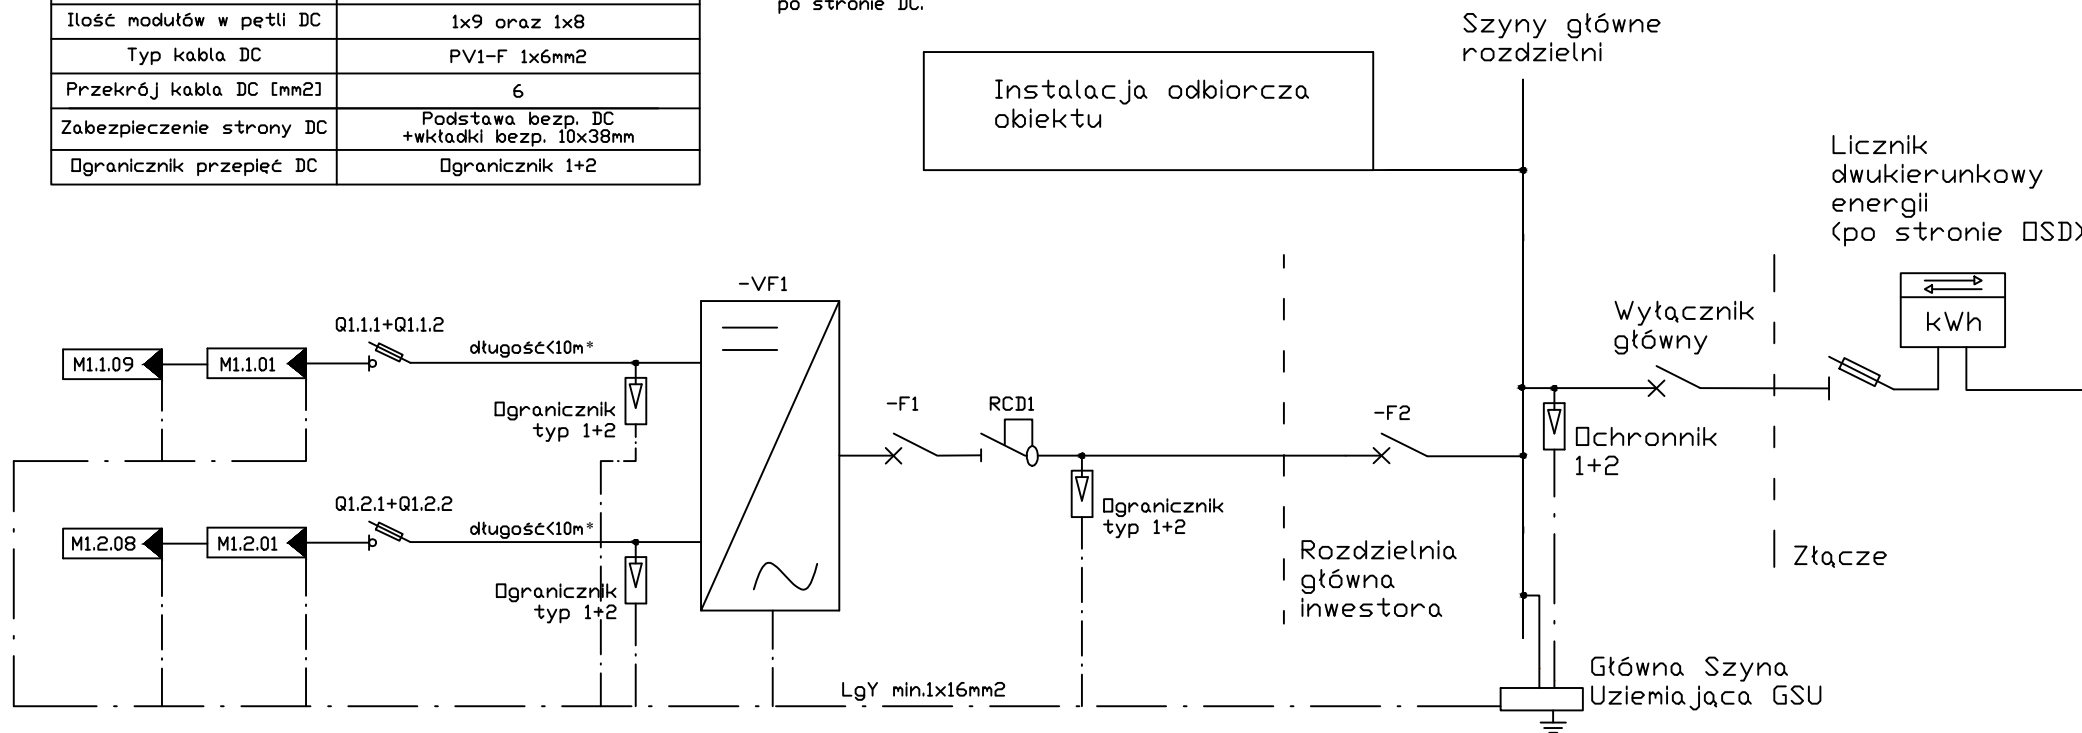 po stronie DC.
Ilość modułów w pętli DC
1x9 oraz 1x8
Typ kabla DC
PV1-F 1x6mm2
Przekrój kabla DC [mm2]
6
Zabezpieczenie strony DC
Podstawa bezp. DC
+wkładki bezp. 10x38mm
Ogranicznik przepięć DC
Ogranicznik 1+2
Szyny główne
rozdzielni
Instalacja odbiorcza
obiektu
Licznik
dwukierunkowy
energii
(po stronie OSD)
kWh
Wyłącznik
główny
-VF1
Q1.1.1+Q1.1.2
długość<10m*
M1.1.09
M1.1.01
Ogranicznik
typ 1+2
-F1
RCD1
-F2
Ochronnik
1+2
Q1.2.1+Q1.2.2
długość<10m*
M1.2.08
M1.2.01
Ogranicznik
typ 1+2
Ogranicznik
typ 1+2
Rozdzielnia
główna
inwestora
Złącze
LgY min.1x16mm2
Główna Szyna
Uziemiająca GSU